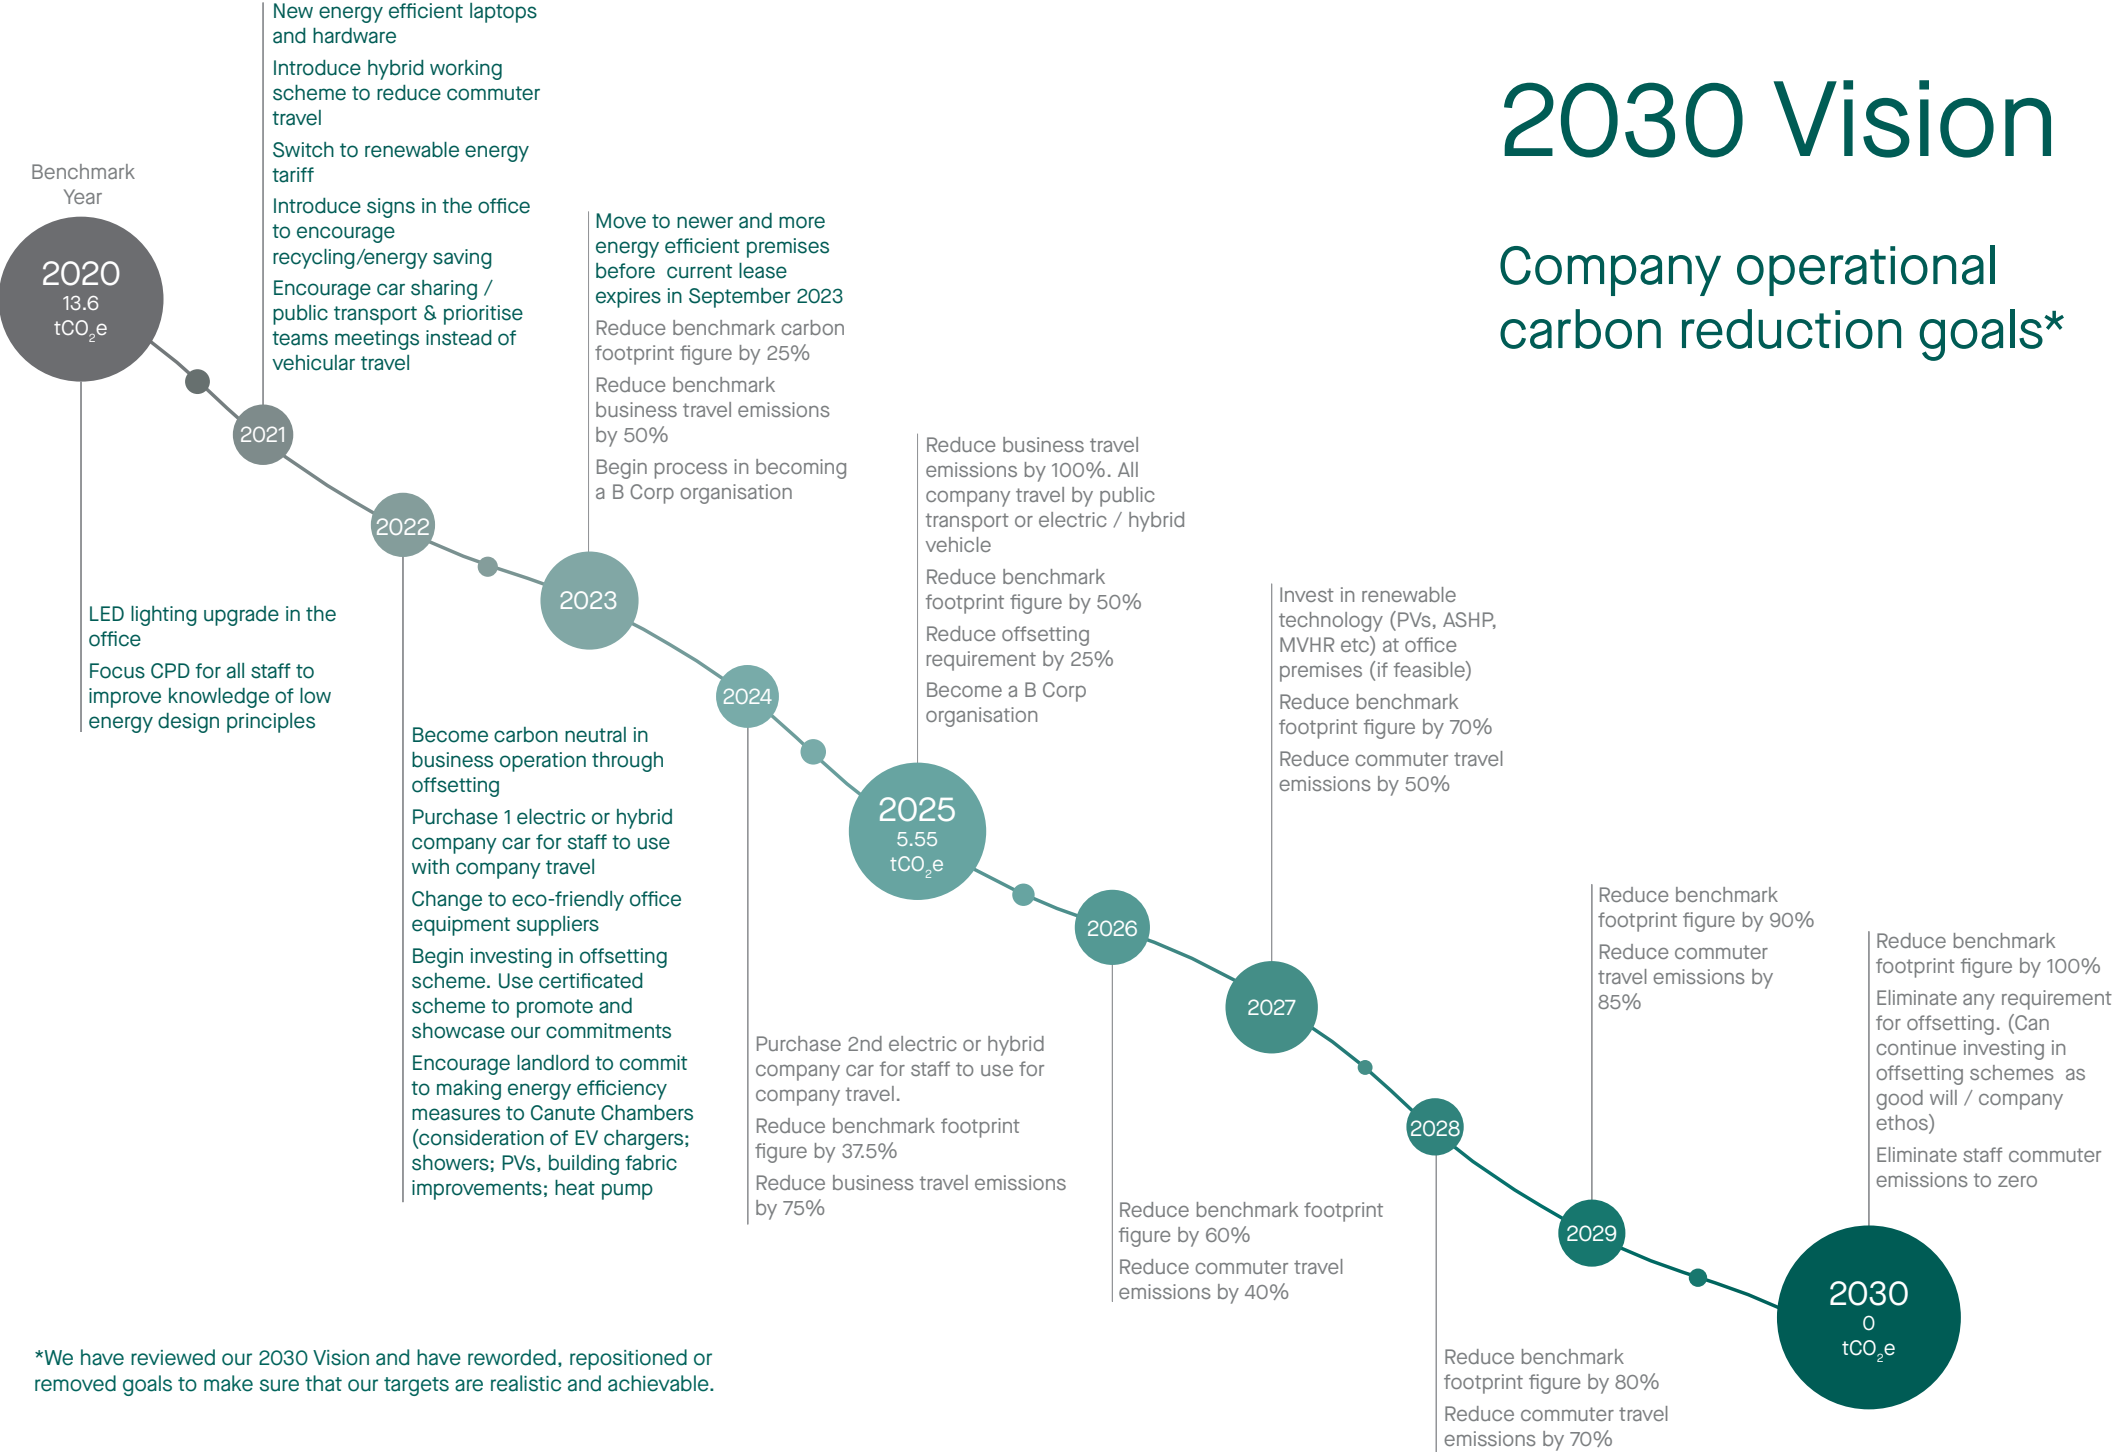 2030 Vision
Company operational
carbon reduction goals*
Benchmark
Year
2020
13.6
tCO₂e
LED lighting upgrade in the
office
Focus CPD for all staff to
improve knowledge of low
energy design principles
New energy efficient laptops
and hardware
Introduce hybrid working
scheme to reduce commuter
travel
Switch to renewable energy
tariff
Introduce signs in the office
to encourage
recycling/energy saving
Encourage car sharing /
public transport & prioritise
teams meetings instead of
vehicular travel
2021
2022
Become carbon neutral in
business operation through
offsetting
Purchase 1 electric or hybrid
company car for staff to use
with company travel
Change to eco-friendly office
equipment suppliers
Begin investing in offsetting
scheme. Use certificated
scheme to promote and
showcase our commitments
Encourage landlord to commit
to making energy efficiency
measures to Canute Chambers
(consideration of EV chargers;
showers; PVs, building fabric
improvements; heat pump
Move to newer and more
energy efficient premises
before current lease
expires in September 2023
Reduce benchmark carbon
footprint figure by 25%
Reduce benchmark
business travel emissions
by 50%
Begin process in becoming
a B Corp organisation
2023
2024
Purchase 2nd electric or hybrid
company car for staff to use for
company travel.
Reduce benchmark footprint
figure by 37.5%
Reduce business travel emissions
by 75%
Reduce business travel
emissions by 100%. All
company travel by public
transport or electric / hybrid
vehicle
Reduce benchmark
footprint figure by 50%
Reduce offsetting
requirement by 25%
Become a B Corp
organisation
2025
5.55
tCO₂e
2026
Reduce benchmark footprint
figure by 60%
Reduce commuter travel
emissions by 40%
Invest in renewable
technology (PVs, ASHP,
MVHR etc) at office
premises (if feasible)
Reduce benchmark
footprint figure by 70%
Reduce commuter travel
emissions by 50%
2027
2028
Reduce benchmark
footprint figure by 80%
Reduce commuter travel
emissions by 70%
Reduce benchmark
footprint figure by 90%
Reduce commuter
travel emissions by
85%
2029
Reduce benchmark
footprint figure by 100%
Eliminate any requirement
for offsetting. (Can
continue investing in
offsetting schemes as
good will / company
ethos)
Eliminate staff commuter
emissions to zero
2030
0
tCO₂e
*We have reviewed our 2030 Vision and have reworded, repositioned or
removed goals to make sure that our targets are realistic and achievable.